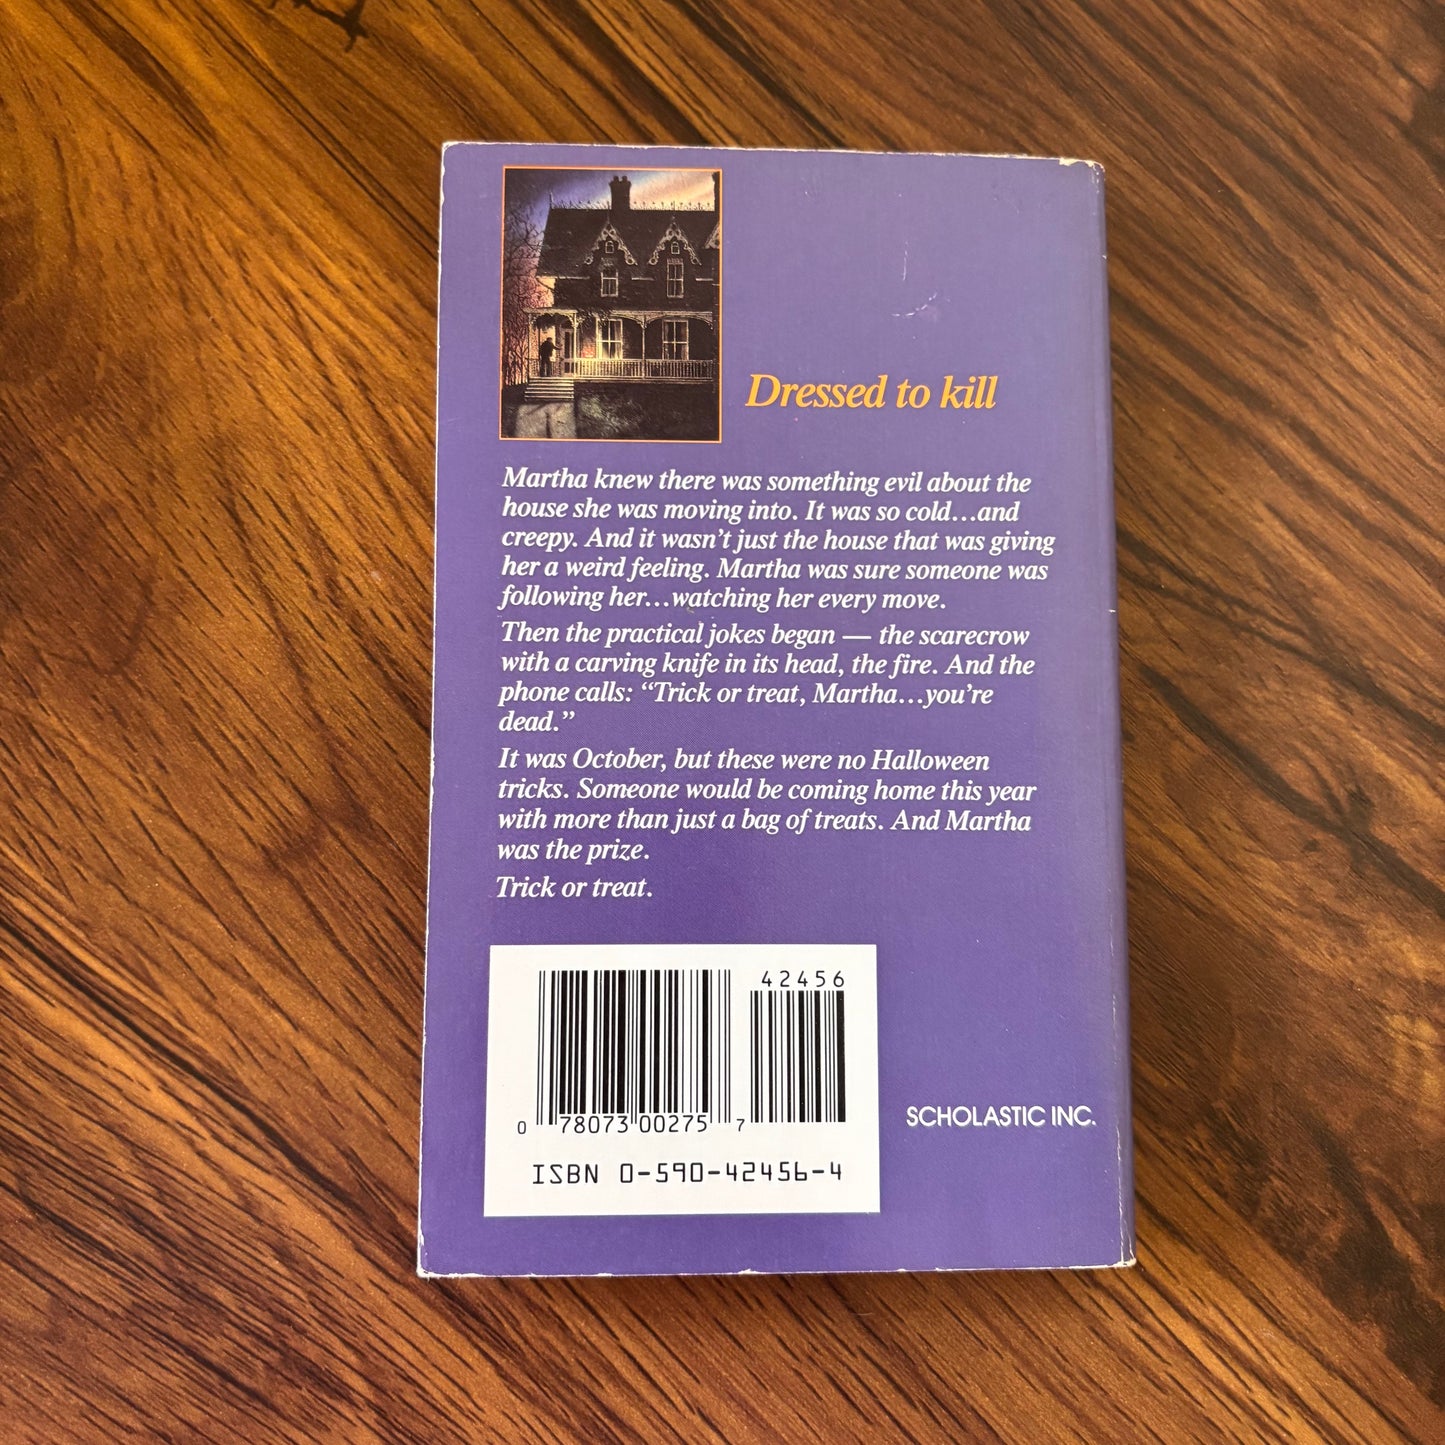 Dressed to kill
Martha knew there was something evil about the
house she was moving into. It was so cold...and
creepy. And it wasn't just the house that was giving
her a weird feeling. Martha was sure someone was
following her...watching her every move.
Then the practical jokes began — the scarecrow
with a carving knife in its head, the fire. And the
phone calls: “Trick or treat, Martha...you're
dead.”
It was October, but these were no Halloween
tricks. Someone would be coming home this year
with more than just a bag of treats. And Martha
was the prize.
Trick or treat.
42456
0 78073 00275 7
ISBN 0-590-42456-4
SCHOLASTIC INC.